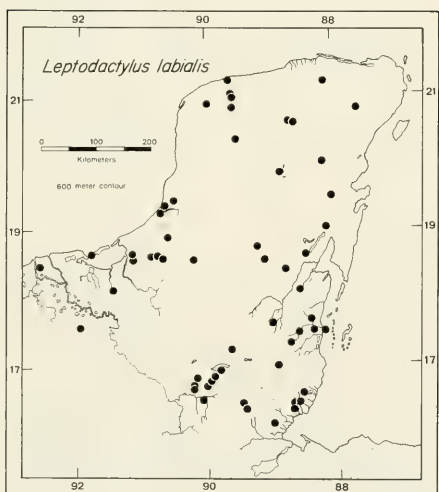 92 90 88
Leptodactylus labialis
21 21
0 100 200
Kilometers
600 meter contour
19 19
17 17
92 90 88